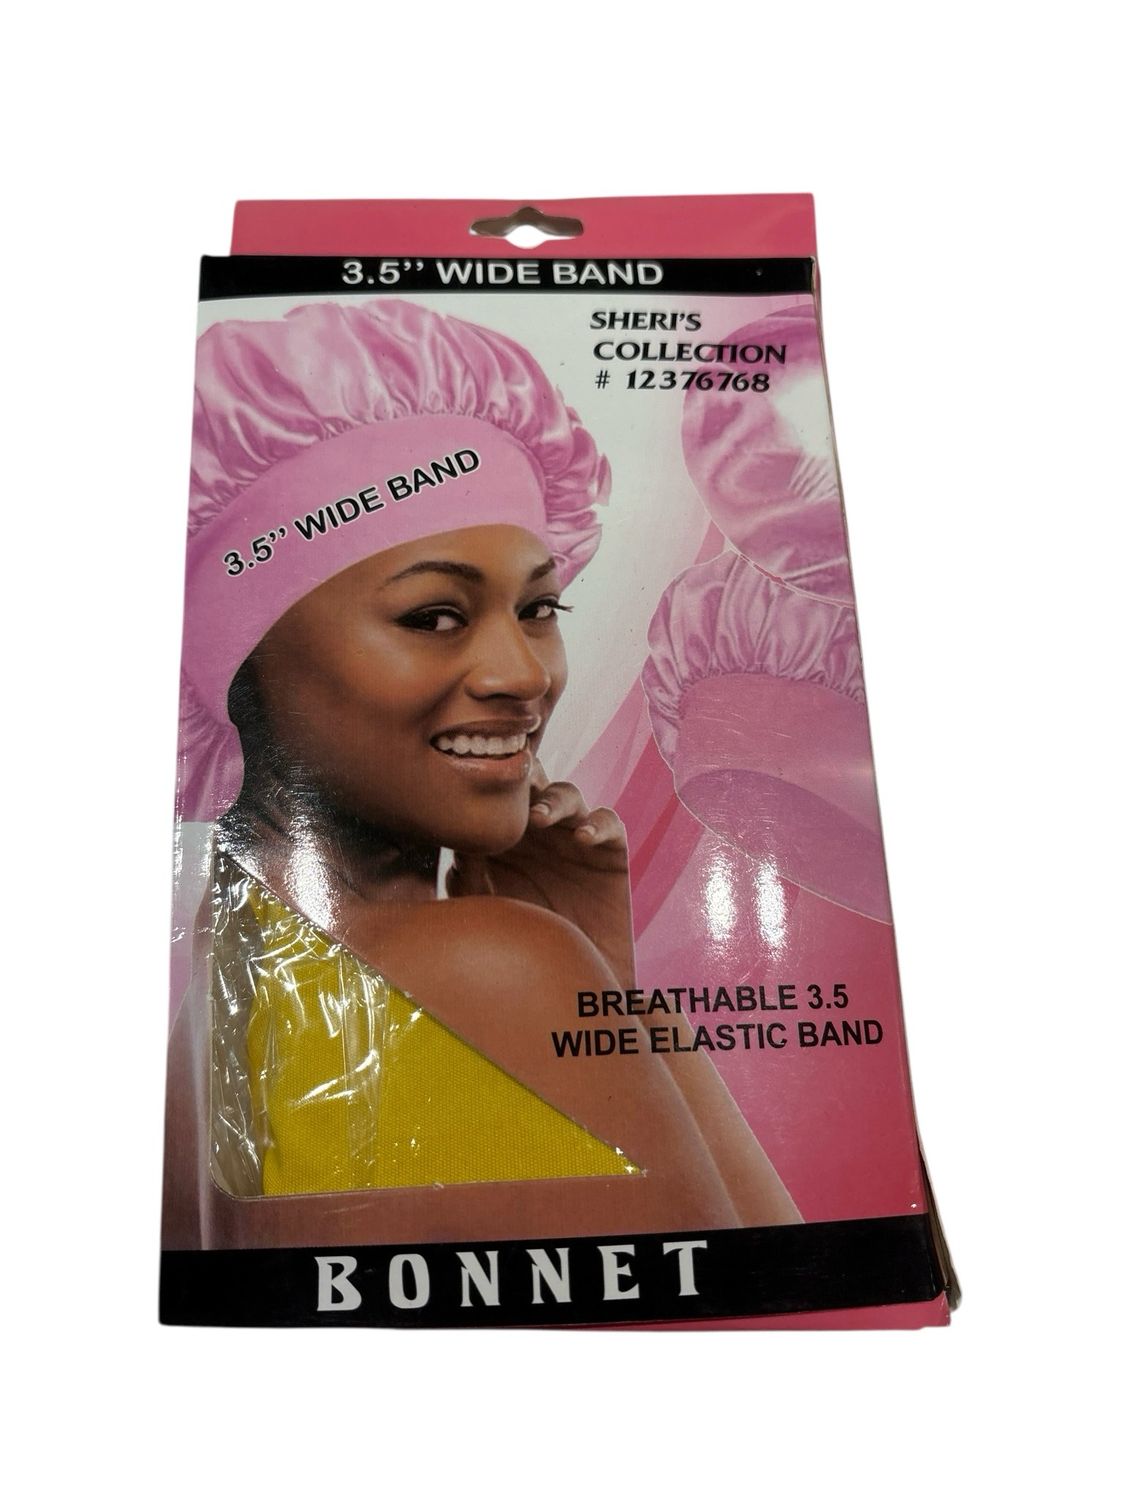 3.5'' WIDE BAND
SHERI'S
COLLECTION
# 12376768
3.5'' WIDE BAND
BREATHABLE 3.5
WIDE ELASTIC BAND
BONNET